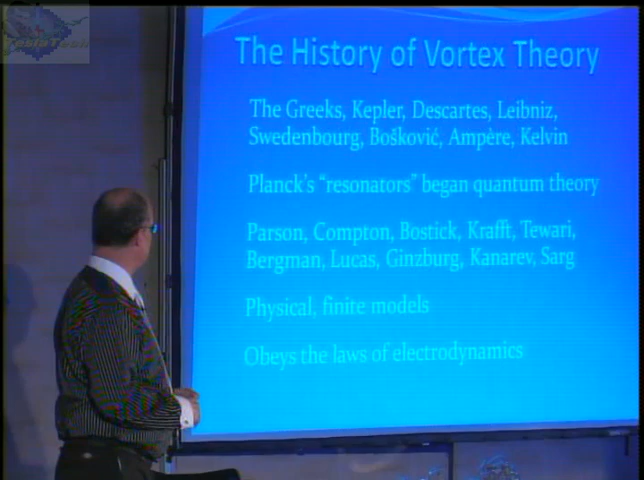 TeslaTech
The History of Vortex Theory
The Greeks, Kepler, Descartes, Leibniz,
Swedenbourg, Bošković, Ampère, Kelvin
Planck's "resonators" began quantum theory
Parson, Compton, Bostick, Krafft, Tewari,
Bergman, Lucas, Ginzburg, Kanarev, Sarg
Physical, finite models
Obeys the laws of electrodynamics